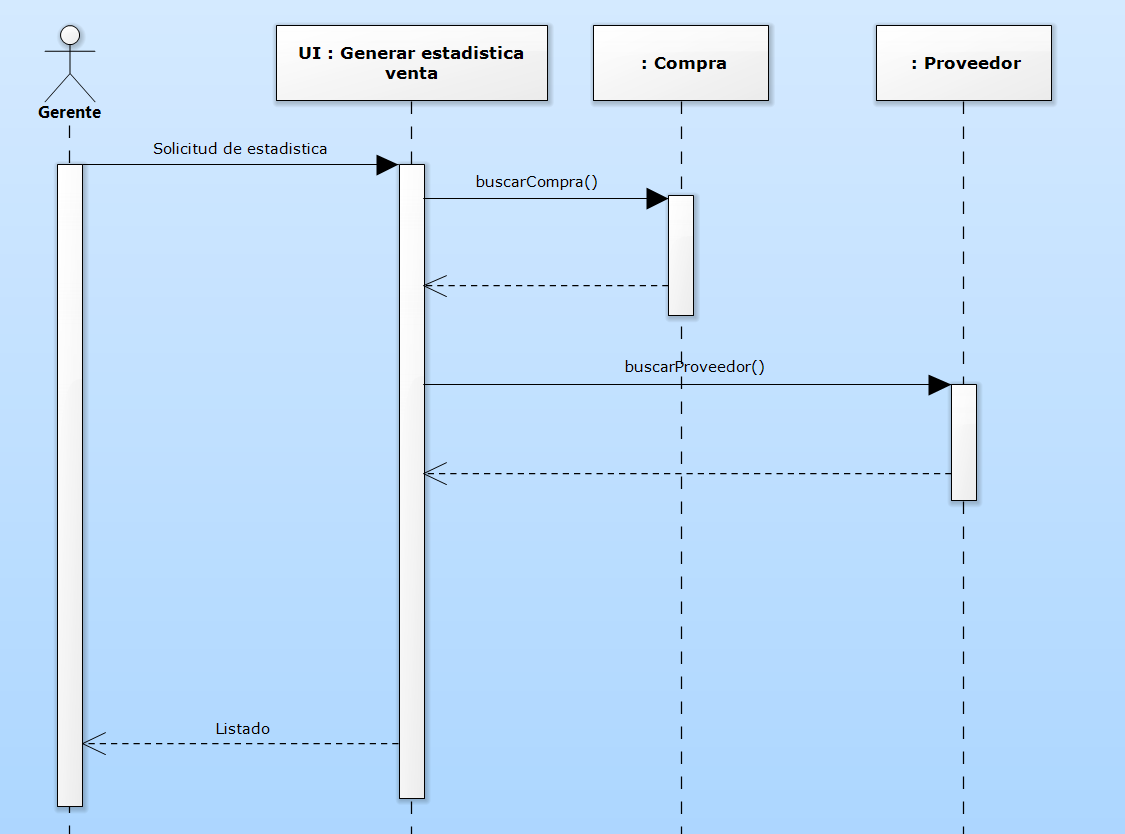 UI : Generar estadistica
venta
: Compra
: Proveedor
Gerente
Solicitud de estadistica
buscarCompra()
buscarProveedor()
Listado